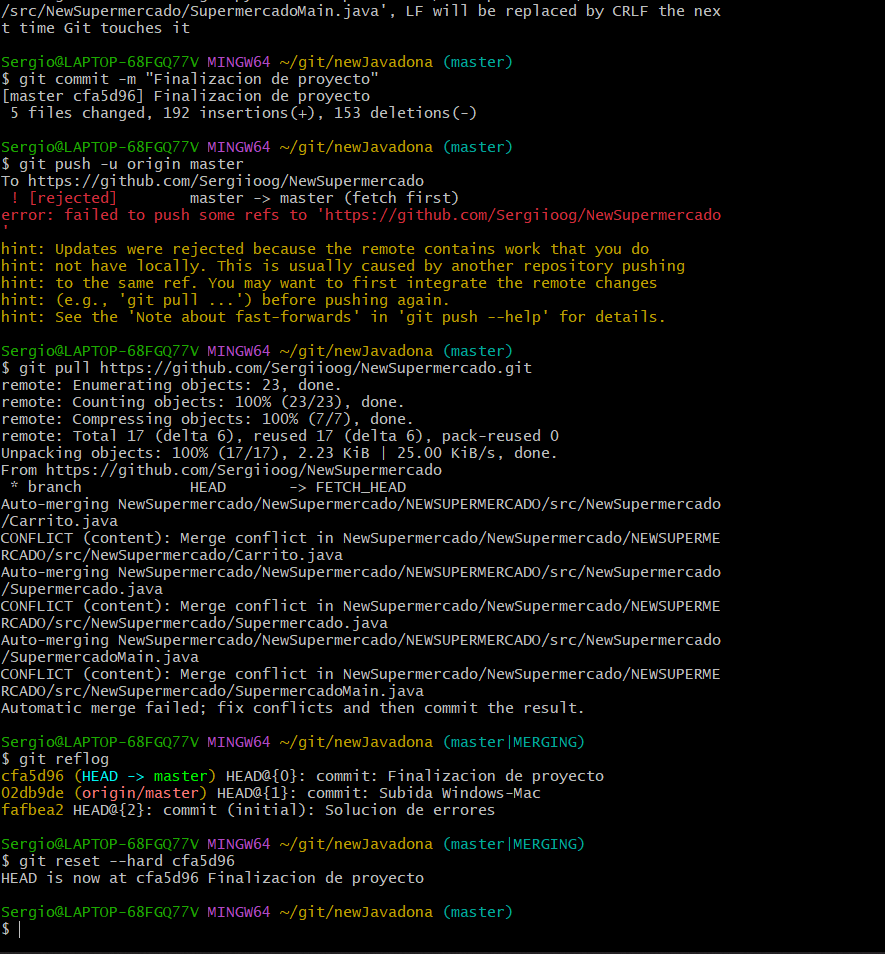 /src/NewSupermercado/SupermercadoMain.java', LF will be replaced by CRLF the nex
t time Git touches it
Sergio@LAPTOP-68FGQ77V MINGW64 ~/git/newJavadona (master)
$ git commit -m "Finalizacion de proyecto"
[master cfa5d96] Finalizacion de proyecto
 5 files changed, 192 insertions(+), 153 deletions(-)
Sergio@LAPTOP-68FGQ77V MINGW64 ~/git/newJavadona (master)
$ git push -u origin master
To https://github.com/Sergiioog/NewSupermercado
 ! [rejected]        master -> master (fetch first)
error: failed to push some refs to 'https://github.com/Sergiioog/NewSupermercado
'
hint: Updates were rejected because the remote contains work that you do
hint: not have locally. This is usually caused by another repository pushing
hint: to the same ref. You may want to first integrate the remote changes
hint: (e.g., 'git pull ...') before pushing again.
hint: See the 'Note about fast-forwards' in 'git push --help' for details.
Sergio@LAPTOP-68FGQ77V MINGW64 ~/git/newJavadona (master)
$ git pull https://github.com/Sergiioog/NewSupermercado.git
remote: Enumerating objects: 23, done.
remote: Counting objects: 100% (23/23), done.
remote: Compressing objects: 100% (7/7), done.
remote: Total 17 (delta 6), reused 17 (delta 6), pack-reused 0
Unpacking objects: 100% (17/17), 2.23 KiB | 25.00 KiB/s, done.
From https://github.com/Sergiioog/NewSupermercado
 * branch            HEAD       -> FETCH_HEAD
Auto-merging NewSupermercado/NewSupermercado/NEWSUPERMERCADO/src/NewSupermercado
/Carrito.java
CONFLICT (content): Merge conflict in NewSupermercado/NewSupermercado/NEWSUPERME
RCADO/src/NewSupermercado/Carrito.java
Auto-merging NewSupermercado/NewSupermercado/NEWSUPERMERCADO/src/NewSupermercado
/Supermercado.java
CONFLICT (content): Merge conflict in NewSupermercado/NewSupermercado/NEWSUPERME
RCADO/src/NewSupermercado/Supermercado.java
Auto-merging NewSupermercado/NewSupermercado/NEWSUPERMERCADO/src/NewSupermercado
/SupermercadoMain.java
CONFLICT (content): Merge conflict in NewSupermercado/NewSupermercado/NEWSUPERME
RCADO/src/NewSupermercado/SupermercadoMain.java
Automatic merge failed; fix conflicts and then commit the result.
Sergio@LAPTOP-68FGQ77V MINGW64 ~/git/newJavadona (master|MERGING)
$ git reflog
cfa5d96 (HEAD -> master) HEAD@{0}: commit: Finalizacion de proyecto
02db9de (origin/master) HEAD@{1}: commit: Subida Windows-Mac
fafbea2 HEAD@{2}: commit (initial): Solucion de errores
Sergio@LAPTOP-68FGQ77V MINGW64 ~/git/newJavadona (master|MERGING)
$ git reset --hard cfa5d96
HEAD is now at cfa5d96 Finalizacion de proyecto
Sergio@LAPTOP-68FGQ77V MINGW64 ~/git/newJavadona (master)
$